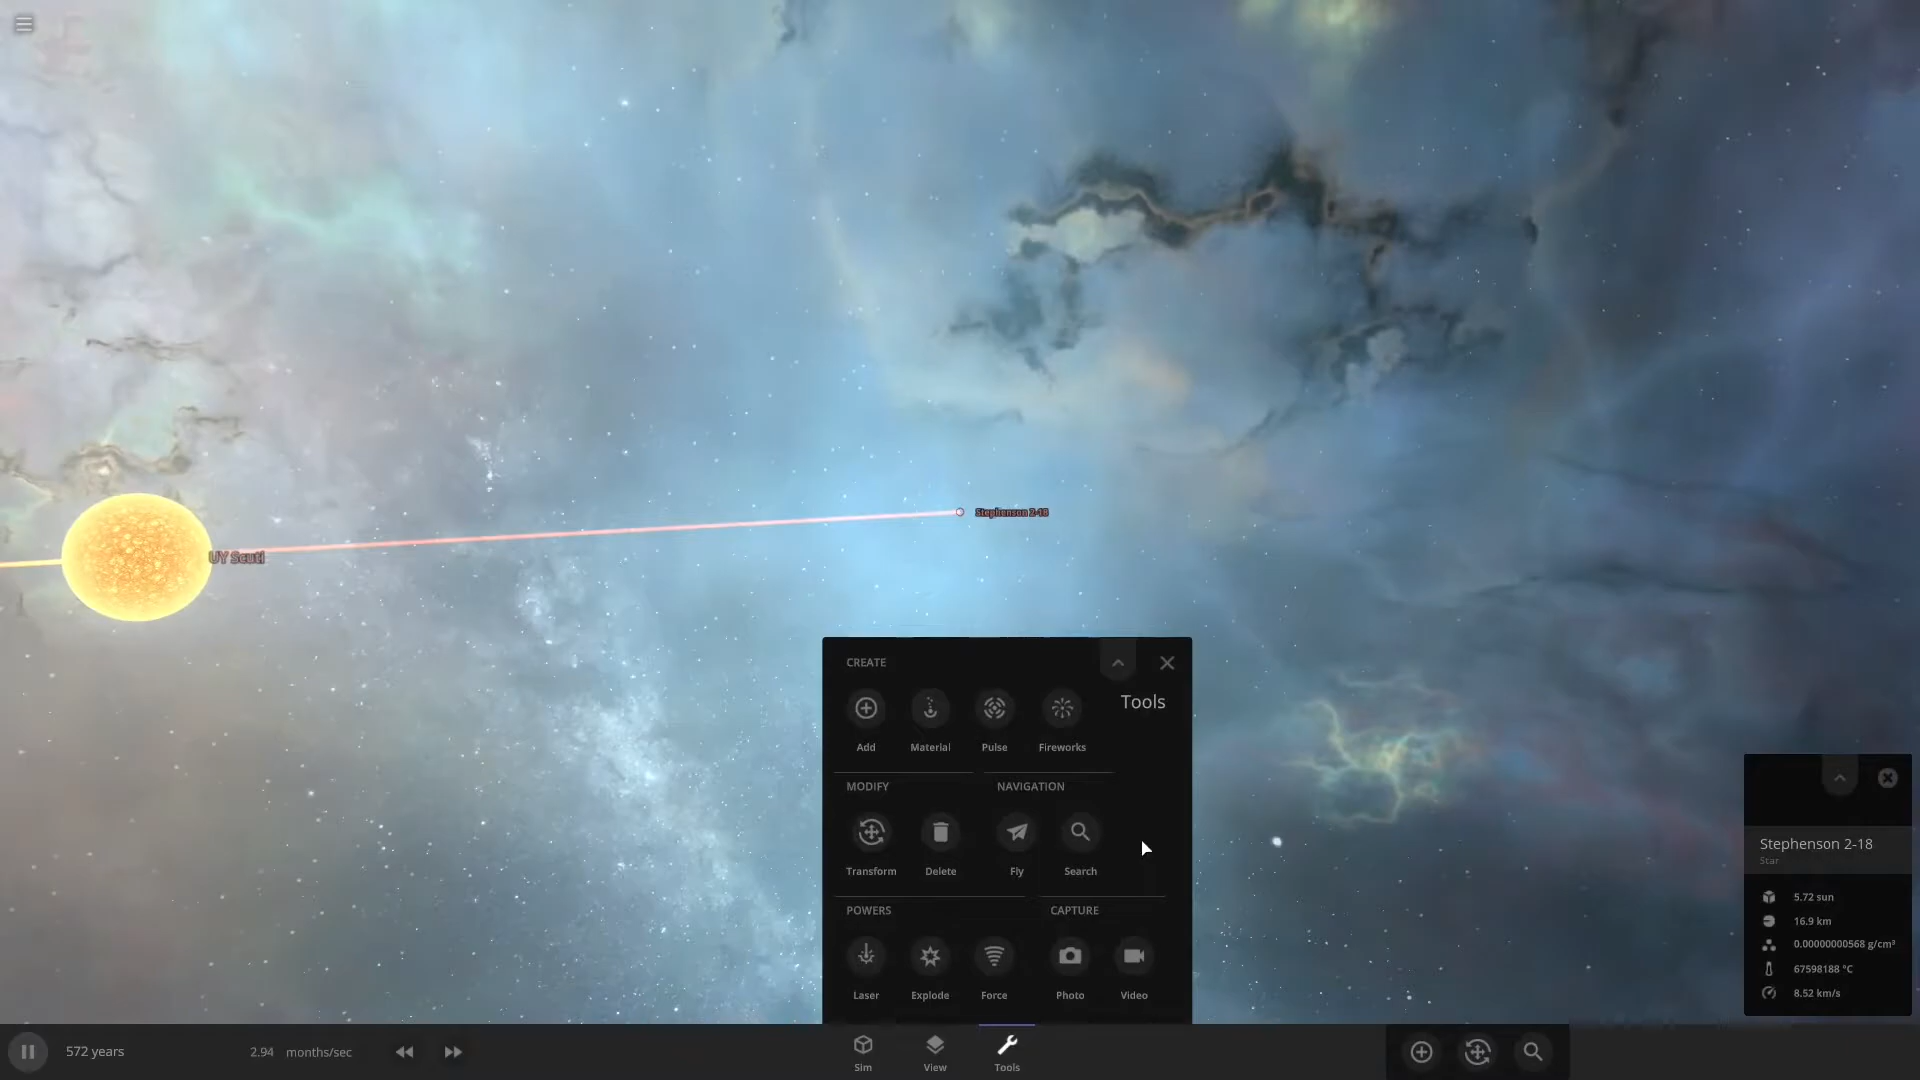 Stephenson 2-18
UY Scuti
CREATE
Tools
Add
Material
Pulse
Fireworks
MODIFY
NAVIGATION
Transform
Delete
Fly
Search
POWERS
CAPTURE
Laser
Explode
Force
Photo
Video
Stephenson 2-18
Star
5.72 sun
16.9 km
0.00000000568 g/cm³
67598188 °C
8.52 km/s
572 years
2.94 months/sec
Sim
View
Tools